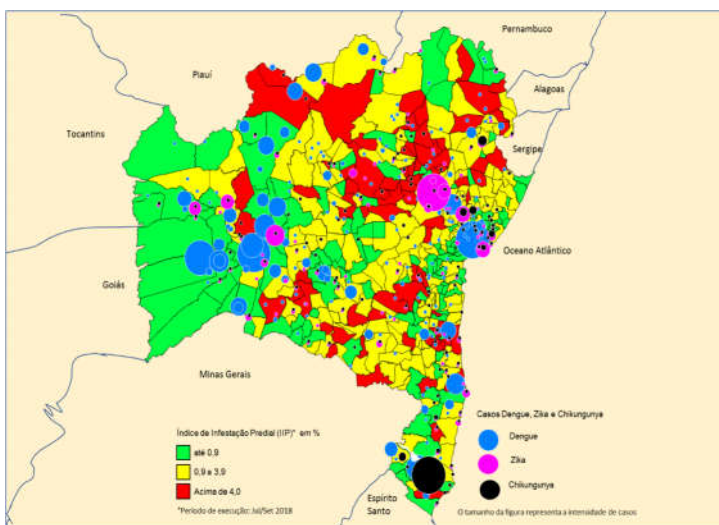 Pernambuco
Piauí
Alagoas
Tocantins
Sergipe
Oceano Atlântico
Goiás
Minas Gerais
Espírito
Santo
Índice de Infestação Predial (IIP)* em %
até 0,9
0,9 a 3,9
Acima de 4,0
*Período de execução: Jul/Set 2018
Casos Dengue, Zika e Chikungunya
Dengue
Zika
Chikungunya
O tamanho da figura representa a intensidade de casos